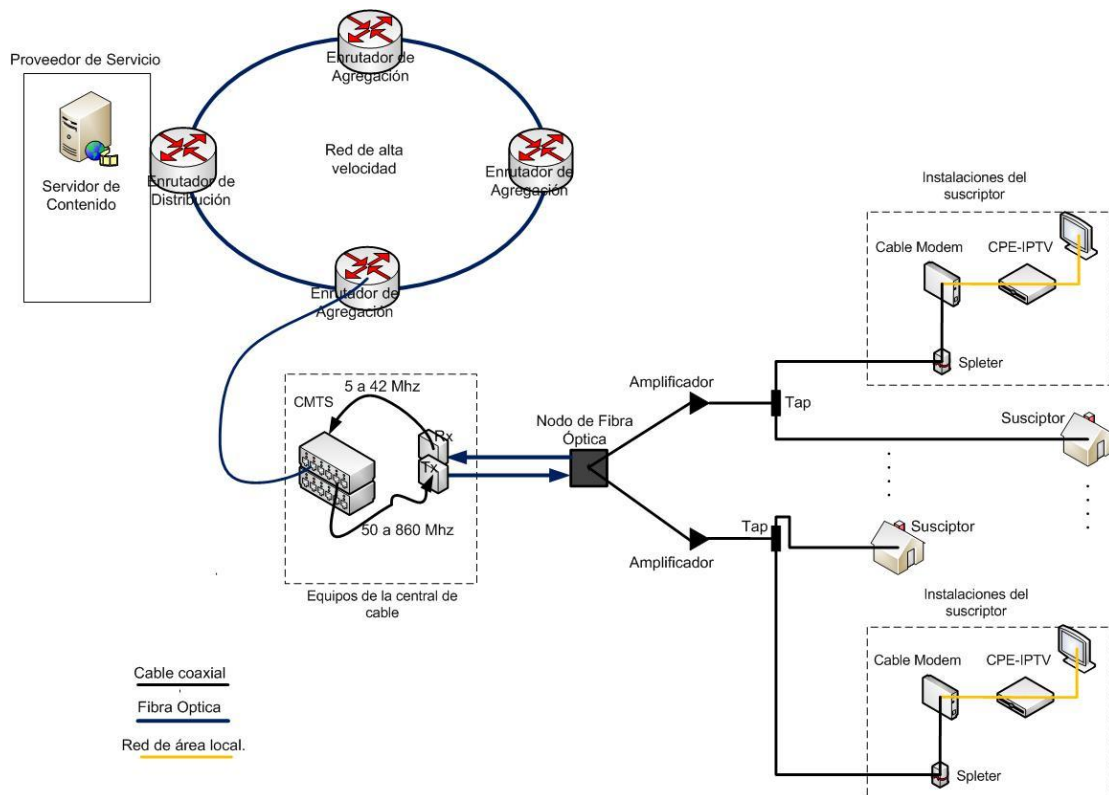 Proveedor de Servicio
Servidor de
Contenido
Enrutador de
Agregación
Enrutador de
Distribución
Red de alta
velocidad
Enrutador de
Agregación
Enrutador de
Agregación
Instalaciones del
suscriptor
Cable Modem
CPE-IPTV
Spleter
5 a 42 Mhz
CMTS
Rx
Tx
50 a 860 Mhz
Equipos de la central de
cable
Nodo de Fibra
Óptica
Amplificador
Tap
Susciptor
Amplificador
Tap
Susciptor
Instalaciones del
suscriptor
Cable Modem
CPE-IPTV
Spleter
Cable coaxial
Fibra Optica
Red de área local.